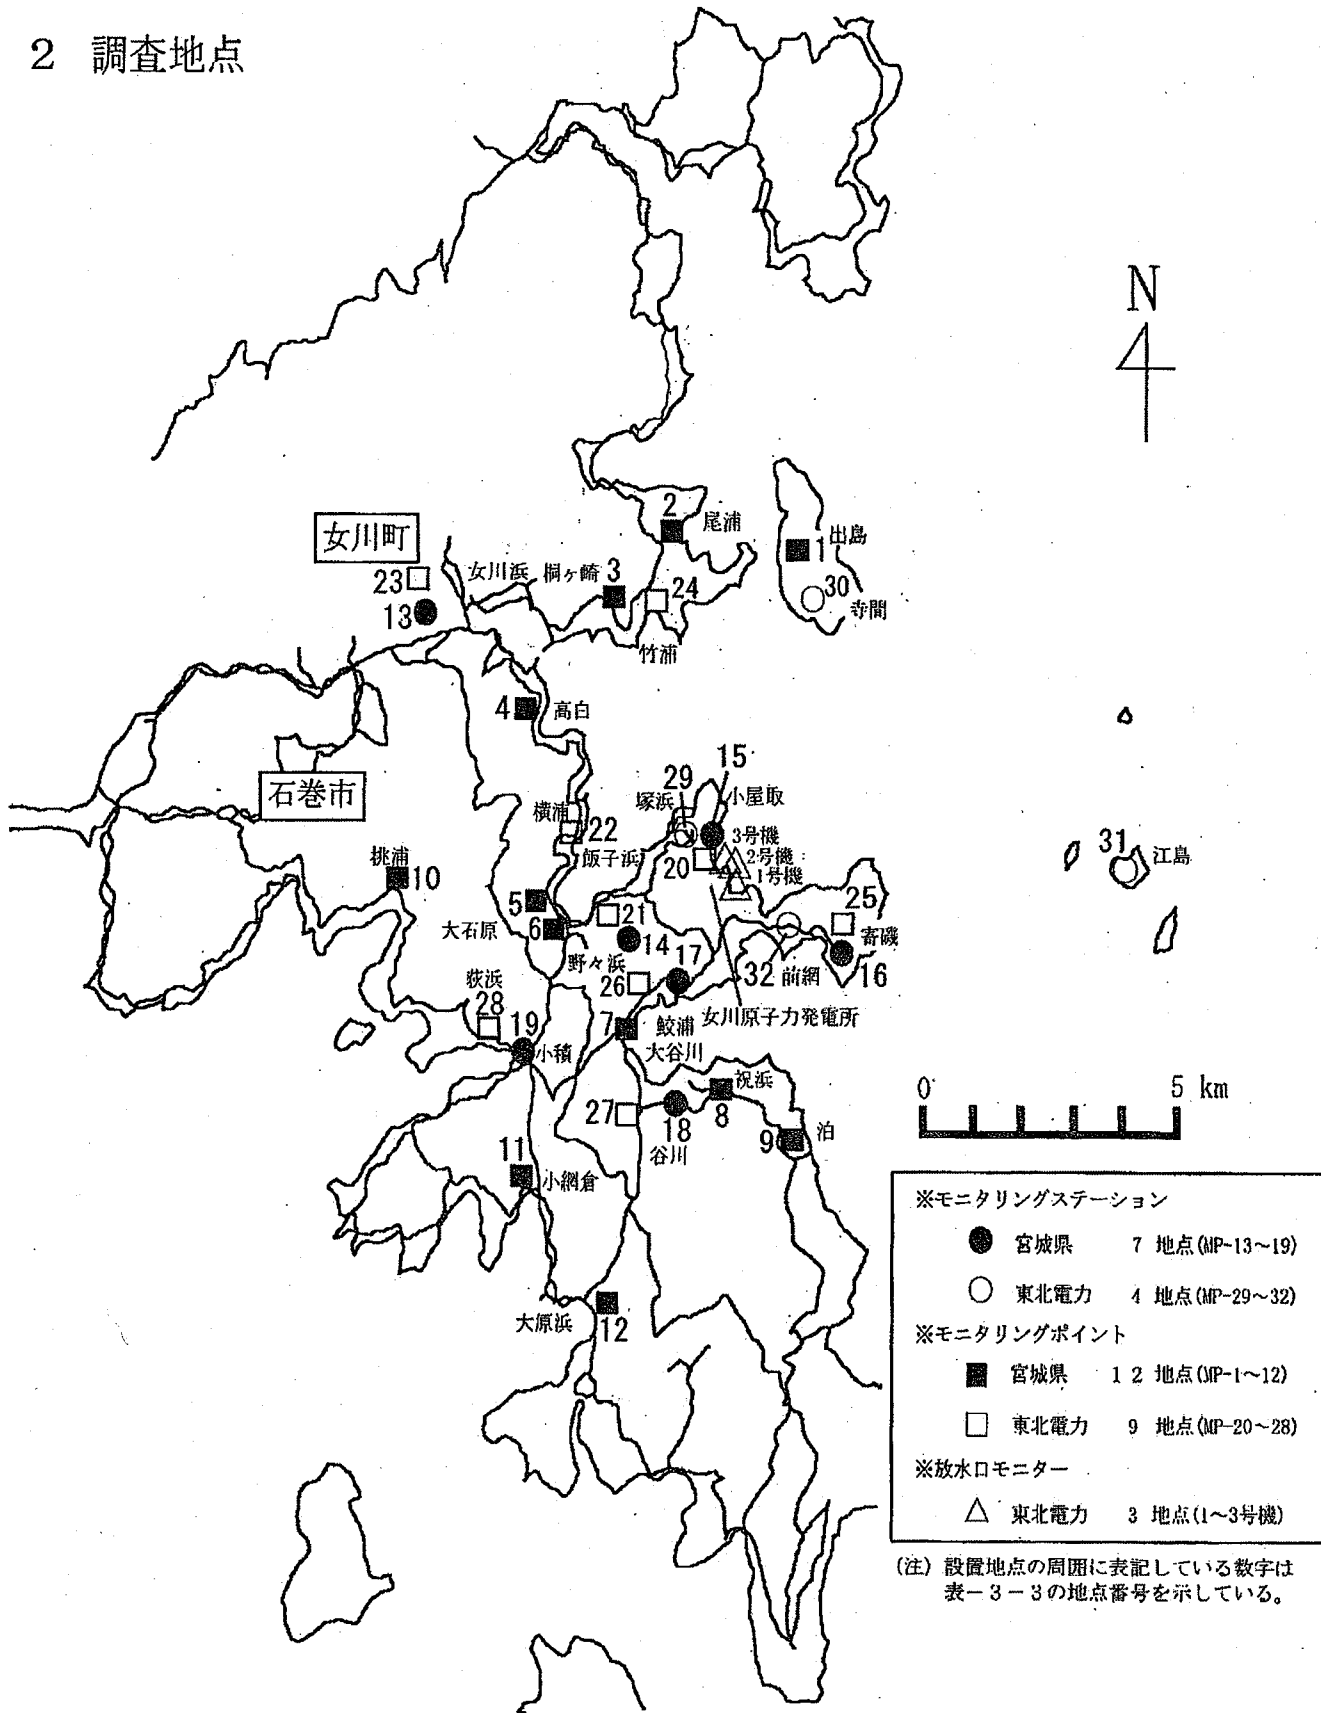 2 調査地点
N
2
尾浦
1
出島
女川町
23
女川浜
桐ヶ崎
3
24
30
寺間
13
竹浦
4
高白
15
29
塚浜
小屋取
石巻市
横浦
22
3号機
2号機
1号機
飯子浜
20
31
江島
桃浦
10
5
25
大石原
6
21
14
寄磯
野々浜
17
32
前網
16
荻浜
28
26
女川原子力発電所
19
小積
7
鮫浦
大谷川
祝浜
8
0
5 km
27
18
谷川
9
泊
11
小網倉
大原浜
12
※モニタリングステーション
宮城県 7 地点(MP-13~19)
東北電力 4 地点(MP-29~32)
※モニタリングポイント
宮城県 12 地点(MP-1~12)
東北電力 9 地点(MP-20~28)
※放水口モニター
東北電力 3 地点(1~3号機)
(注) 設置地点の周囲に表記している数字は
表-3-3の地点番号を示している。